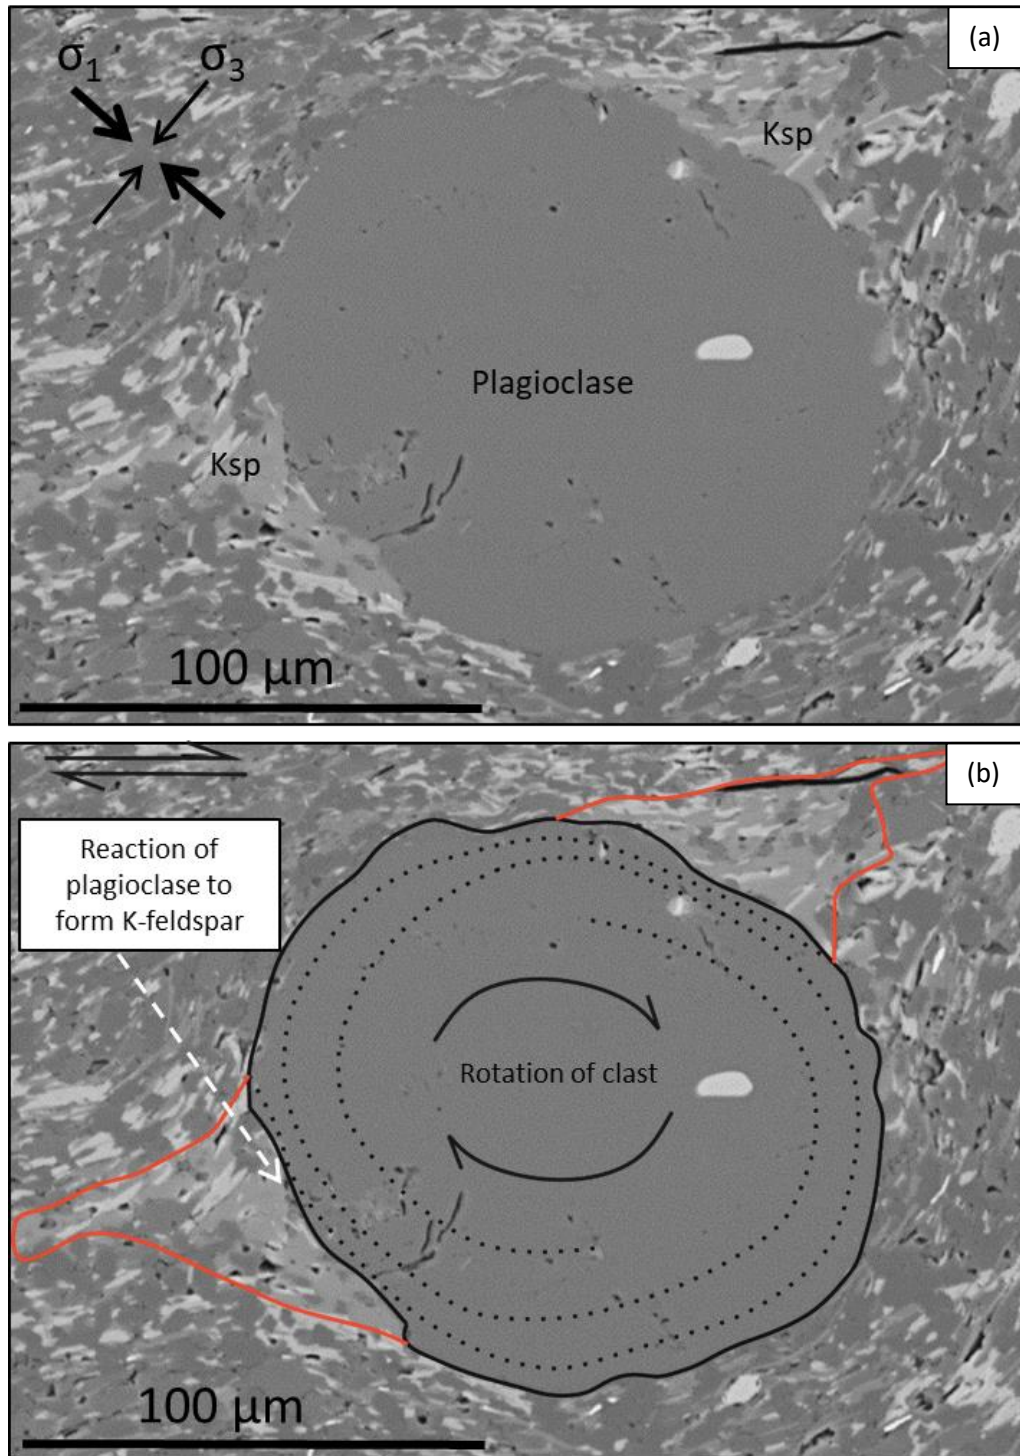 (a)
σ1 σ3
Ksp
Plagioclase
Ksp
100 μm
(b)
Reaction of
plagioclase to
form K-feldspar
Rotation of clast
100 μm